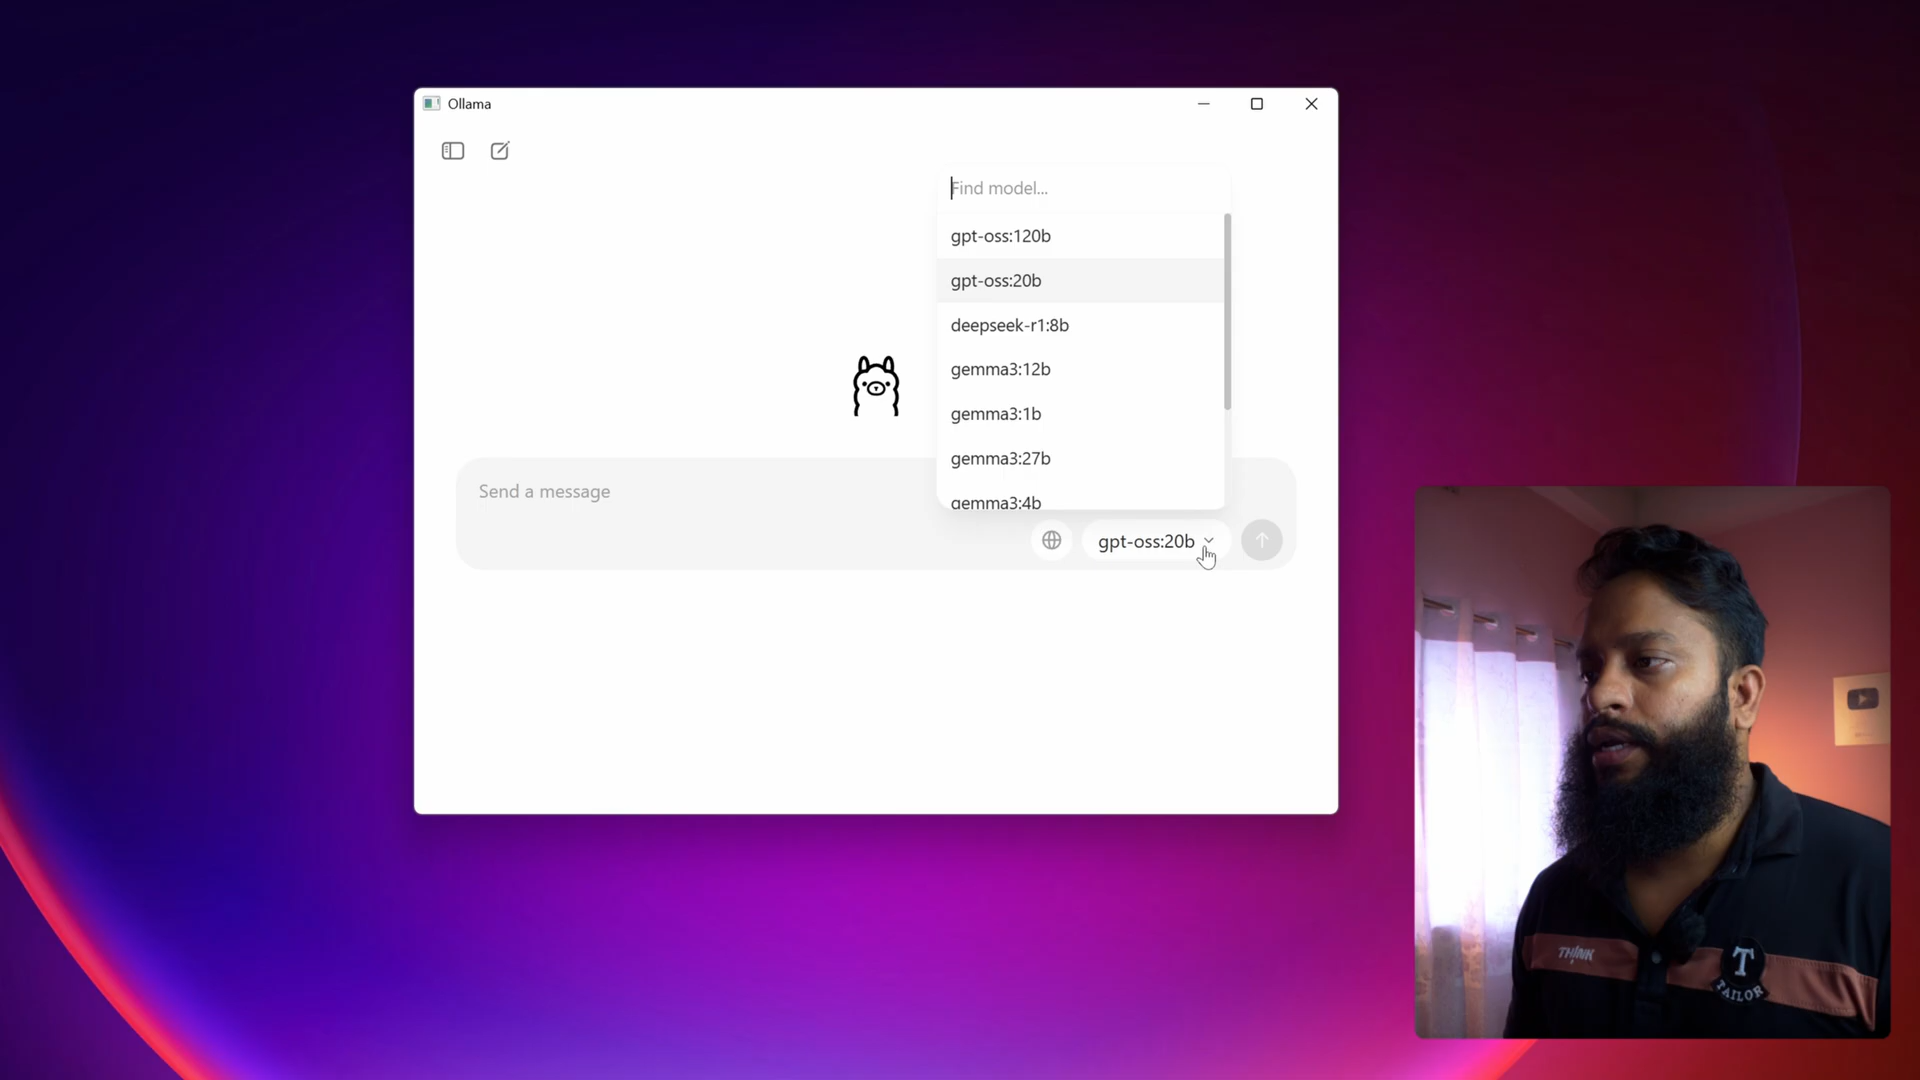 Ollama
Find model...
gpt-oss:120b
gpt-oss:20b
deepseek-r1:8b
gemma3:12b
gemma3:1b
gemma3:27b
gemma3:4b
Send a message
gpt-oss:20b
THINK
T
TAILOR